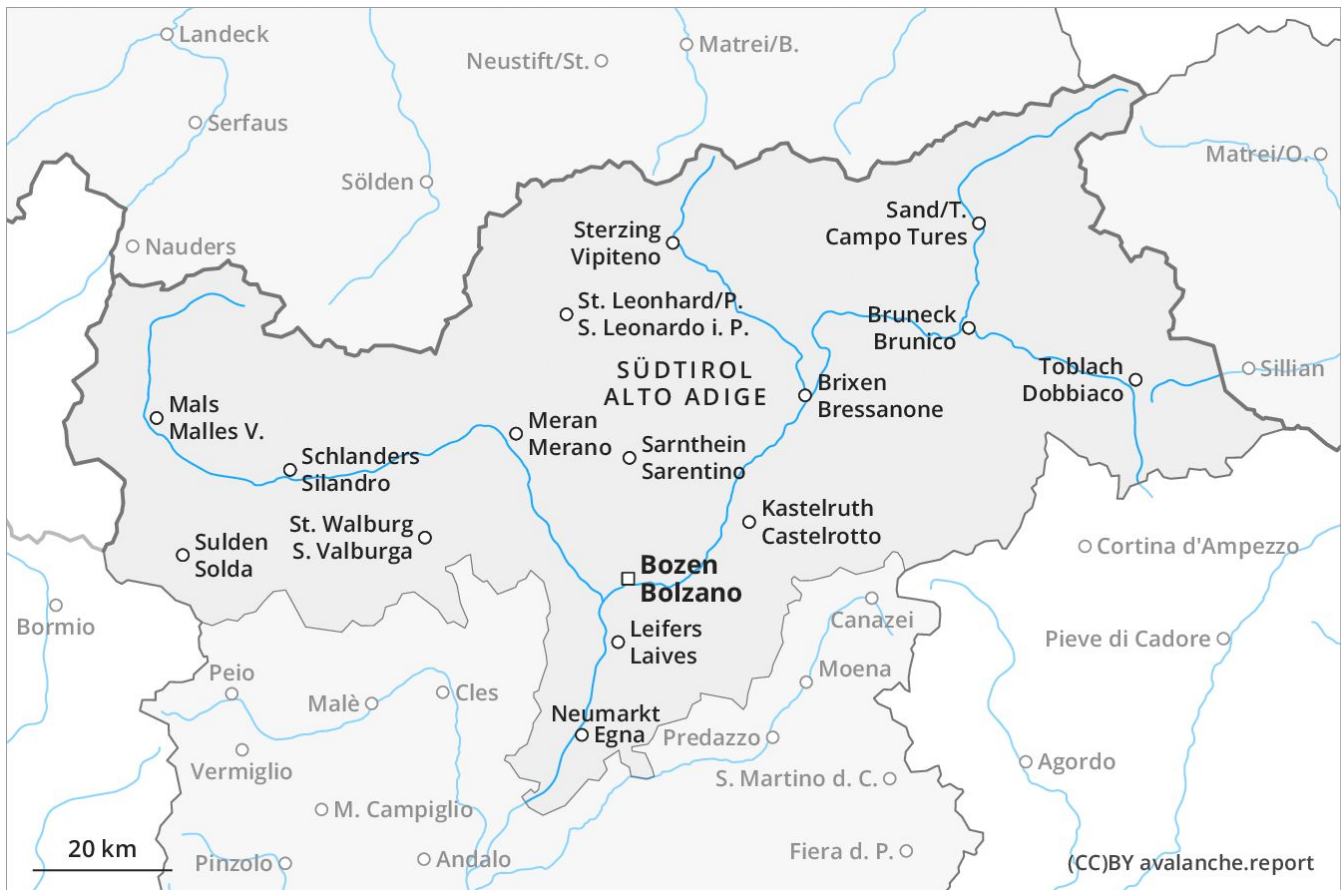 Landeck
Neustift/St.
Matrei/B.
Serfaus
Sölden
Matrei/O.
Nauders
Sand/T.
Campo Tures
Sterzing
Vipiteno
St. Leonhard/P.
S. Leonardo i. P.
Bruneck
Brunico
SÜDTIROL
ALTO ADIGE
Toblach
Dobbiaco
Sillian
Brixen
Bressanone
Mals
Malles V.
Meran
Merano
Sarnthein
Sarentino
Schlanders
Silandro
Kastelruth
Castelrotto
St. Walburg
S. Valburga
Sulden
Solda
Cortina d'Ampezzo
Bozen
Bolzano
Bormio
Canazei
Leifers
Laives
Pieve di Cadore
Peio
Moena
Malè
Cles
Neumarkt
Egna
Predazzo
Vermiglio
S. Martino d. C.
Agordo
M. Campiglio
20 km
Pinzolo
Andalo
Fiera d. P.
(CC)BY avalanche.report